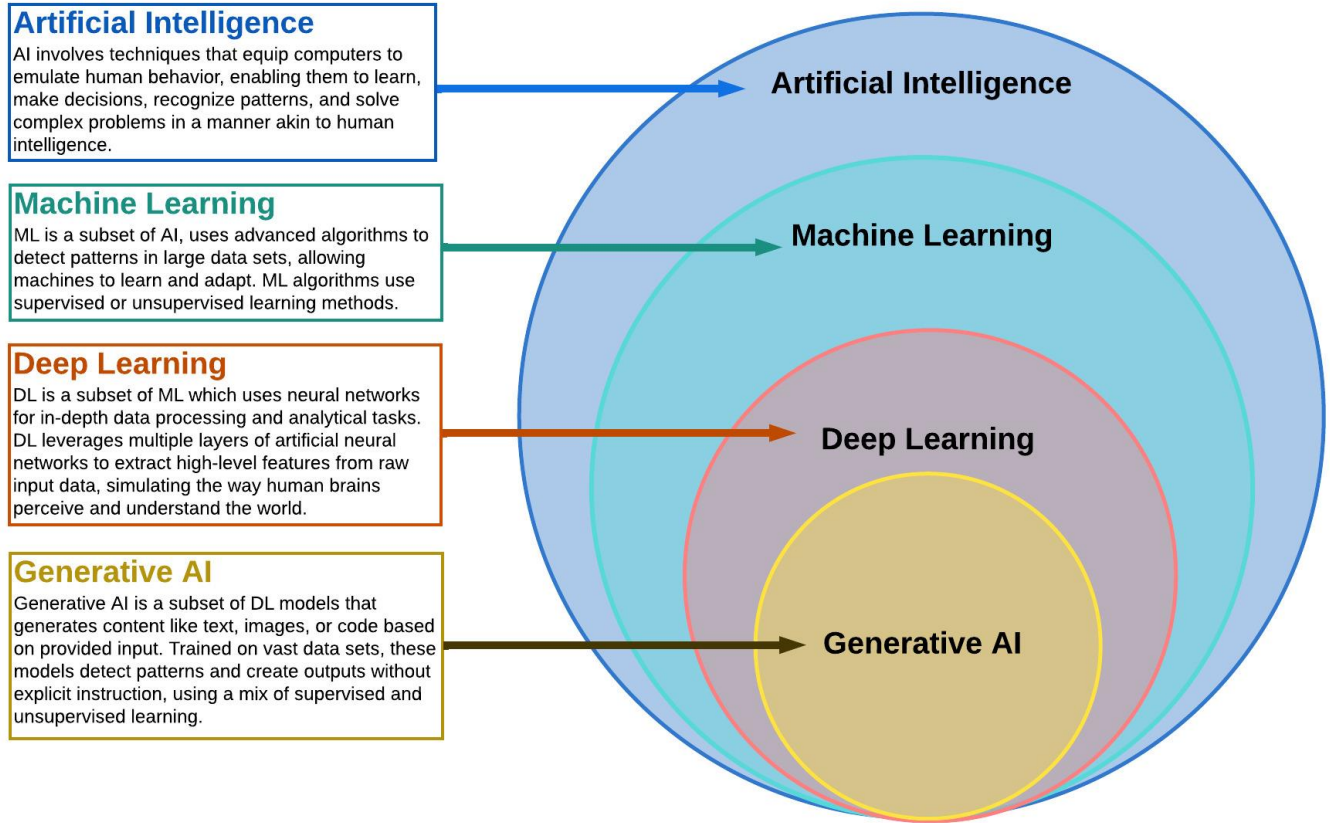 Artificial Intelligence
AI involves techniques that equip computers to
emulate human behavior, enabling them to learn,
make decisions, recognize patterns, and solve
complex problems in a manner akin to human
intelligence.
Machine Learning
ML is a subset of AI, uses advanced algorithms to
detect patterns in large data sets, allowing
machines to learn and adapt. ML algorithms use
supervised or unsupervised learning methods.
Deep Learning
DL is a subset of ML which uses neural networks
for in-depth data processing and analytical tasks.
DL leverages multiple layers of artificial neural
networks to extract high-level features from raw
input data, simulating the way human brains
perceive and understand the world.
Generative AI
Generative AI is a subset of DL models that
generates content like text, images, or code based
on provided input. Trained on vast data sets, these
models detect patterns and create outputs without
explicit instruction, using a mix of supervised and
unsupervised learning.
Artificial Intelligence
Machine Learning
Deep Learning
Generative AI